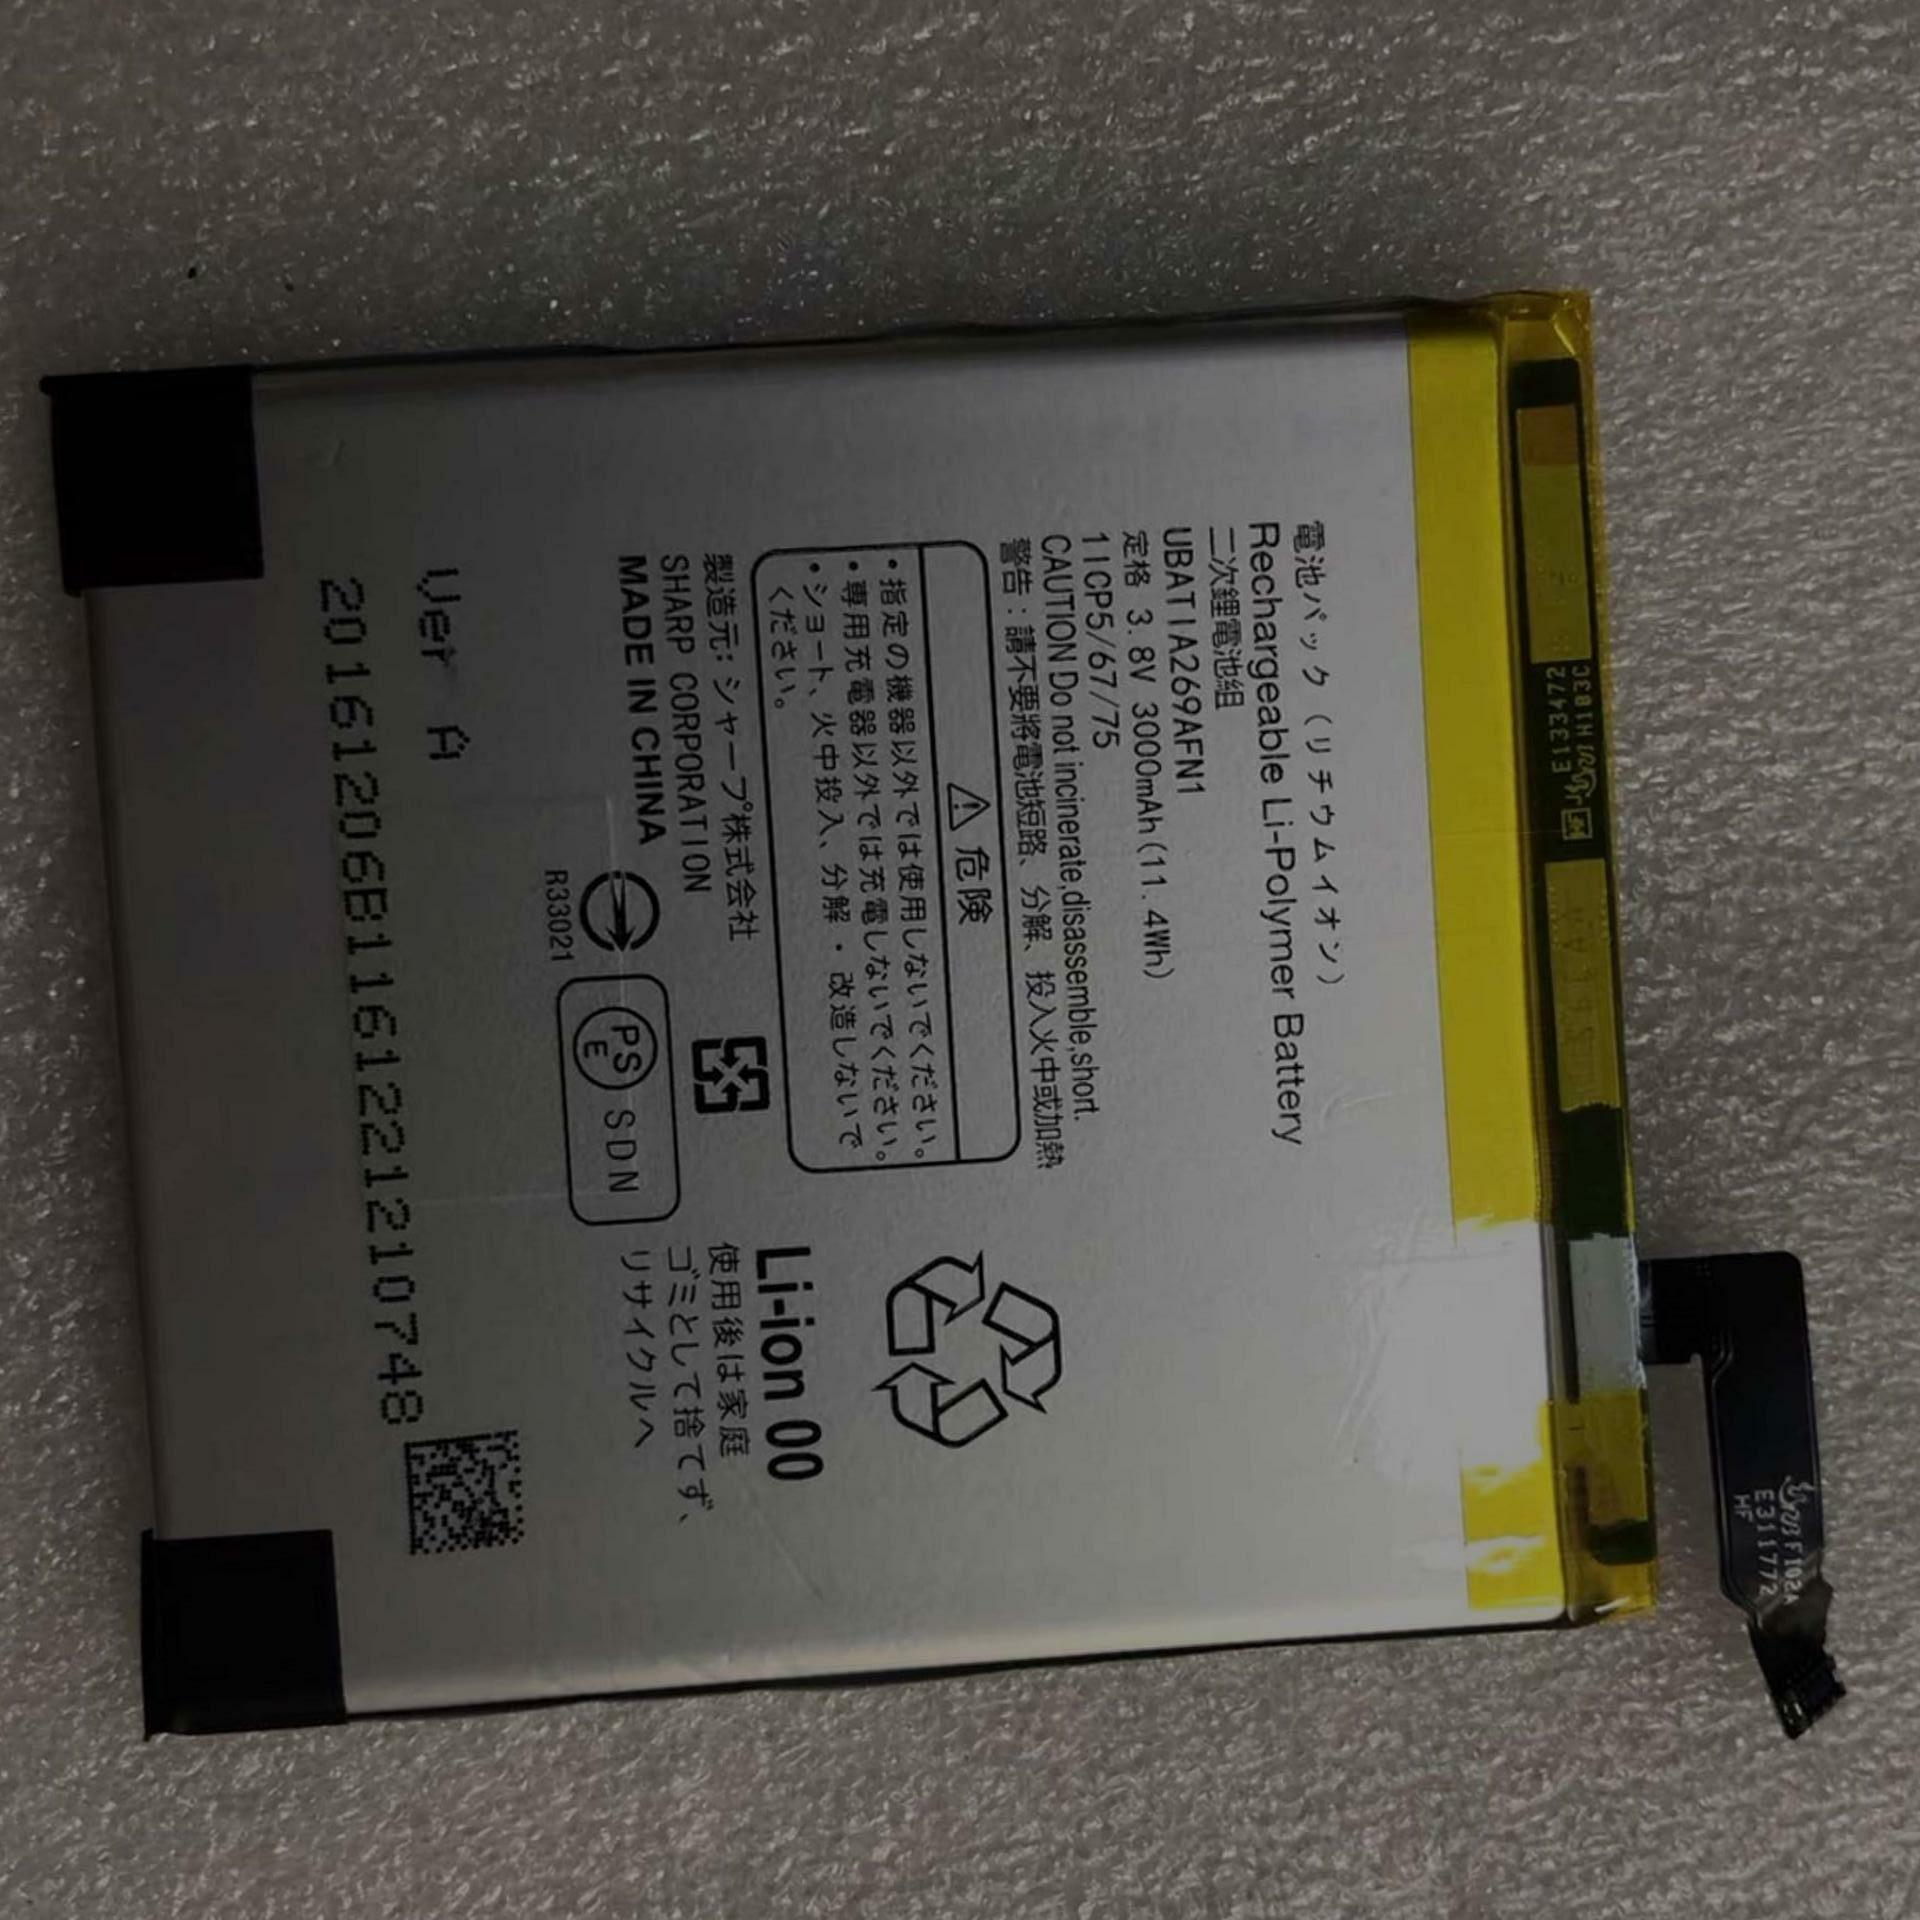 電池パック（リチウムイオン）
Rechargeable Li-Polymer Battery
二次鋰電池組
UBATIA269AFN1
定格 3.8V 3000mAh(11.4Wh)
1ICP5/67/75
CAUTION Do not incinerate,disassemble,short.
警告：請不要將電池短路、分解、投入火中或加熱
⚠ 危険
・指定の機器以外では使用しないでください。
・専用充電器以外では充電しないでください。
・ショート、火中投入、分解・改造しないで
ください。
製造元: シャープ株式会社
SHARP CORPORATION
MADE IN CHINA
R33021
PS
E
SDN
Li-ion 00
使用後は家庭
ゴミとして捨てず、
リサイクルへ
Ver A
20161206B1161221210748
H183C
E313472
F102A
E311772
HF